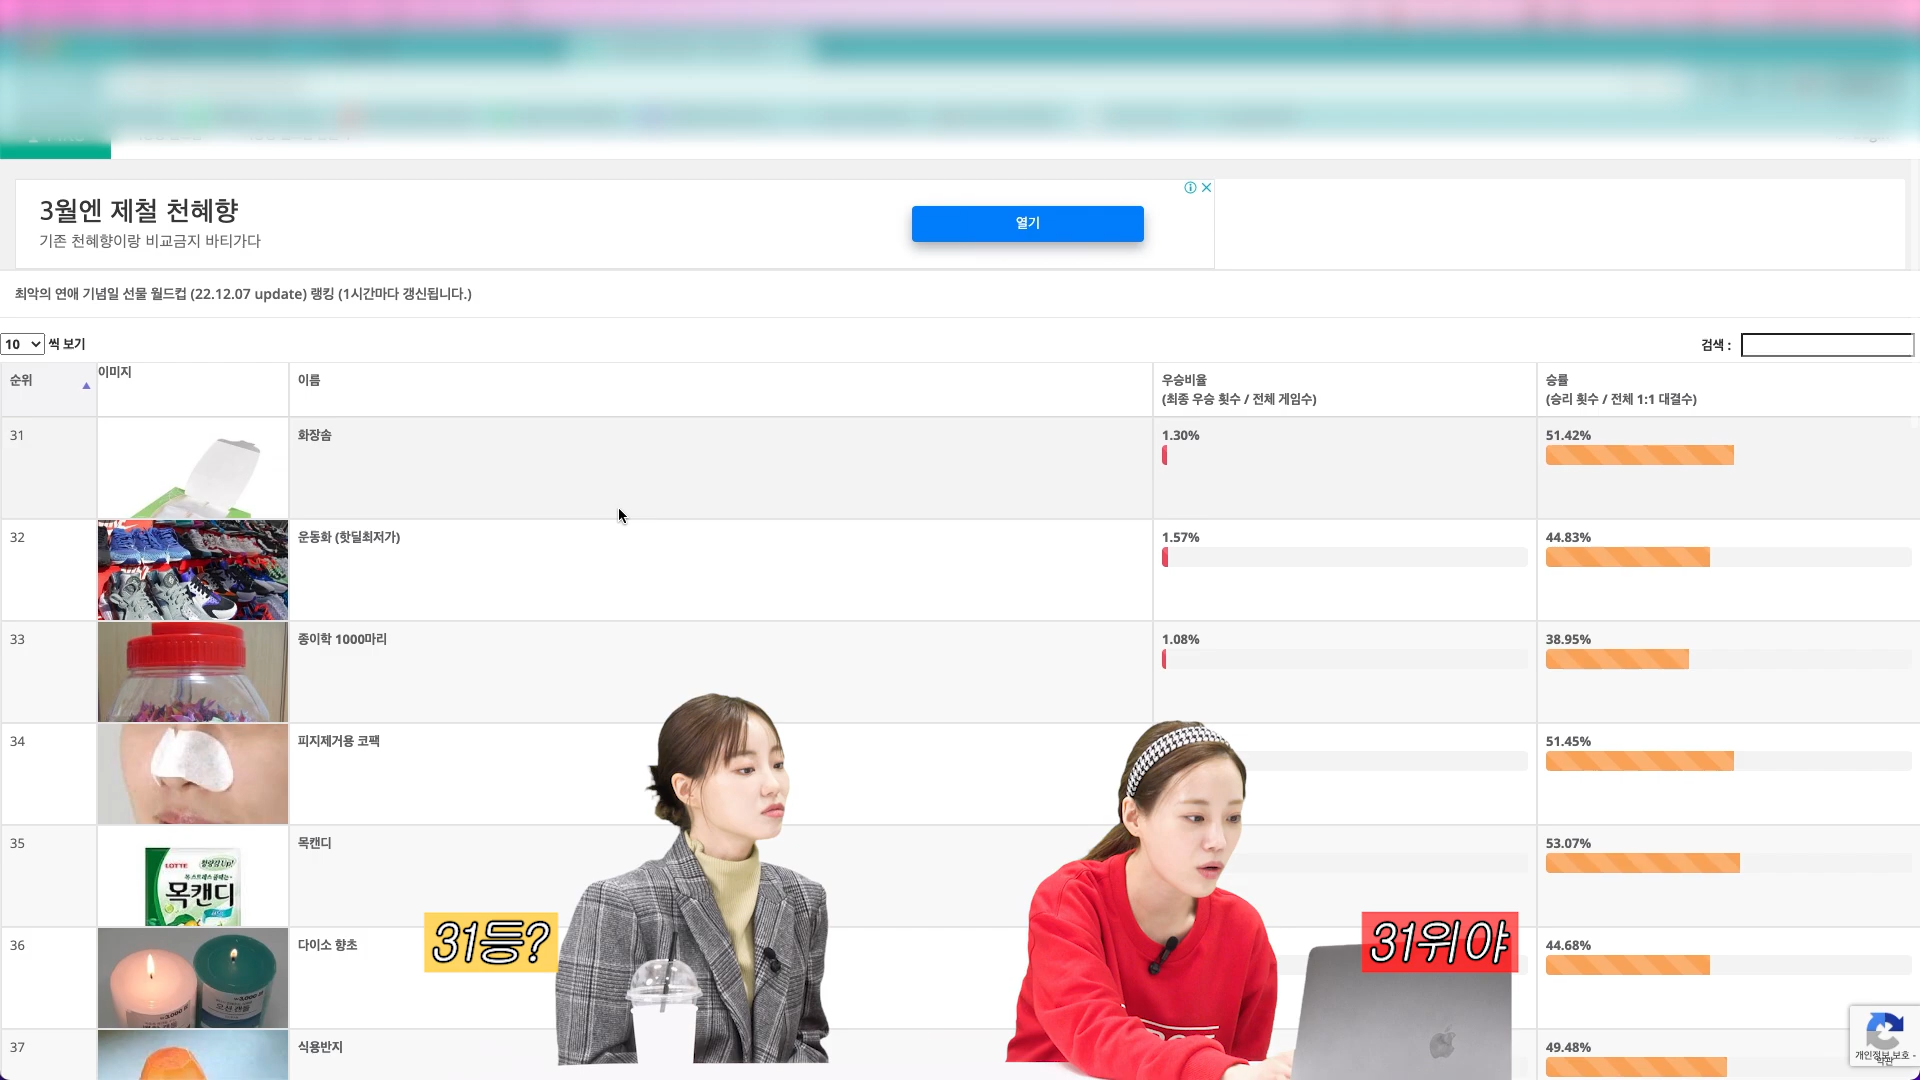 3월엔 제철 천혜향
기존 천혜향이랑 비교금지 바티가다
열기
최악의 연애 기념일 선물 월드컵 (22.12.07 update) 랭킹 (1시간마다 갱신됩니다.)
10 씩 보기
검색 :
순위
이미지
이름
우승비율
(최종 우승 횟수 / 전체 게임수)
승률
(승리 횟수 / 전체 1:1 대결수)
31
화장솜
1.30%
51.42%
32
운동화 (핫딜최저가)
1.57%
44.83%
33
종이학 1000마리
1.08%
38.95%
34
피지제거용 코팩
51.45%
35
LOTTE
목캔디
목캔디
53.07%
36
다이소 향초
44.68%
31등?
31위야
37
식용반지
49.48%
개인정보 보호 -
약관